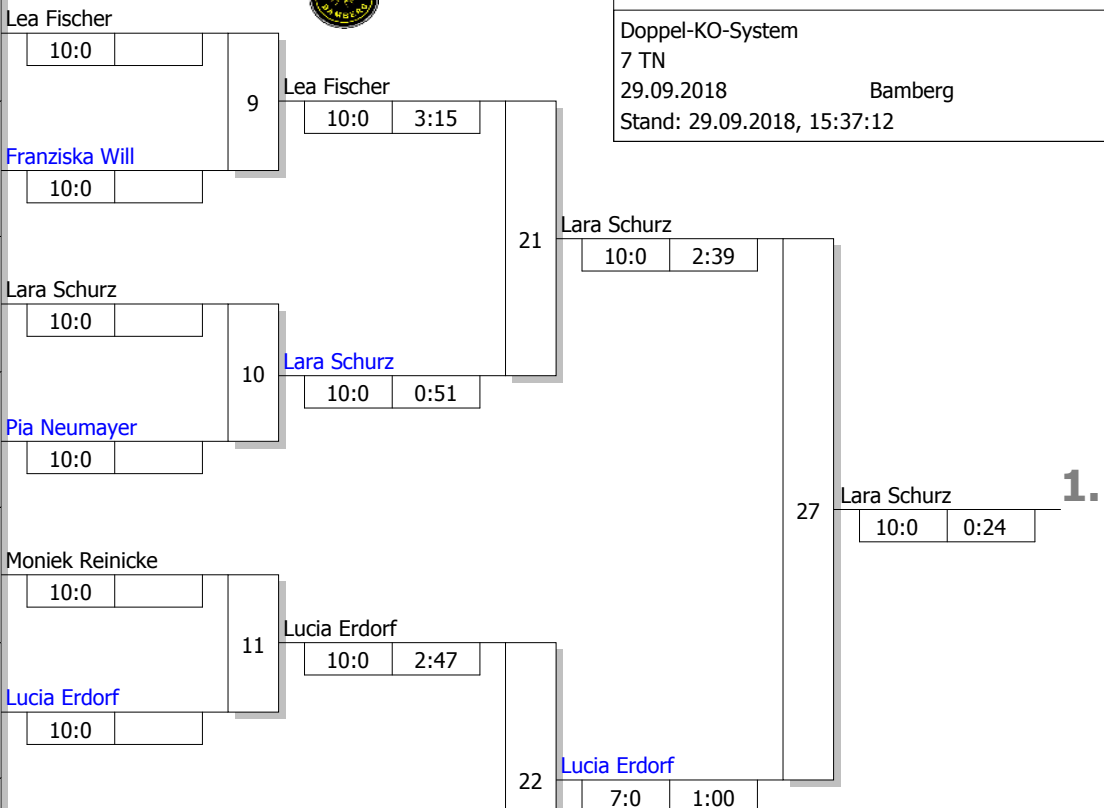 Lea Fischer
10:0
BAMBERG
Doppel-KO-System
7 TN
29.09.2018 Bamberg
Stand: 29.09.2018, 15:37:12
9
Lea Fischer
10:0 3:15
Franziska Will
10:0
21
Lara Schurz
10:0 2:39
Lara Schurz
10:0
10
Lara Schurz
10:0 0:51
Pia Neumayer
10:0
27
Lara Schurz
1.
10:0 0:24
Moniek Reinicke
10:0
11
Lucia Erdorf
10:0 2:47
Lucia Erdorf
10:0
22
Lucia Erdorf
7:0 1:00